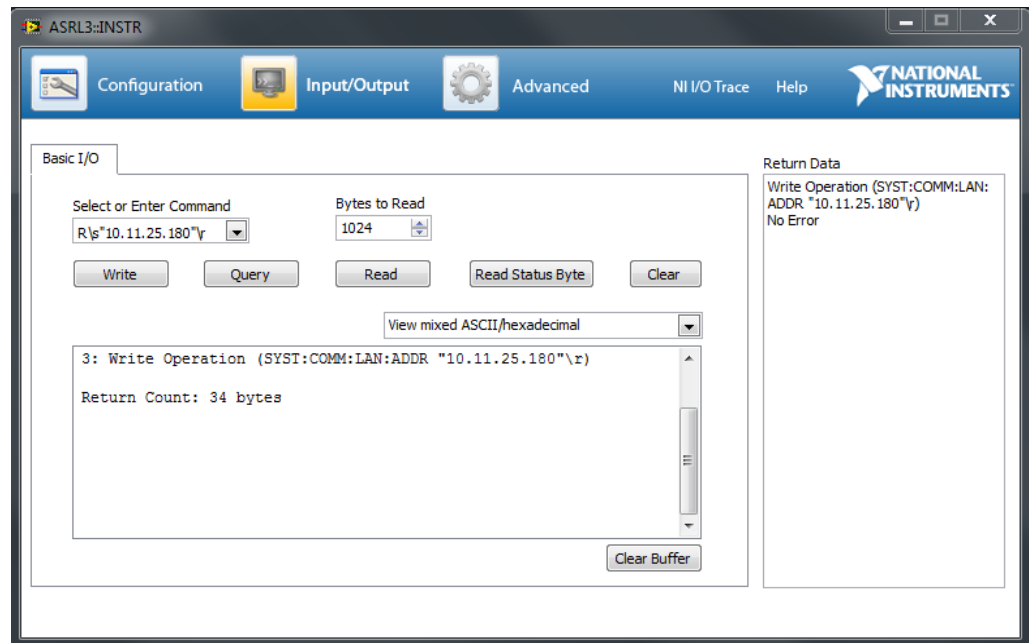 ASRL3::INSTR
Configuration
Input/Output
Advanced
NI I/O Trace
Help
NATIONAL
INSTRUMENTS
Basic I/O
Select or Enter Command
Bytes to Read
R\s"10.11.25.180"\r
1024
Write
Query
Read
Read Status Byte
Clear
View mixed ASCII/hexadecimal
3: Write Operation (SYST:COMM:LAN:ADDR "10.11.25.180"\r)
Return Count: 34 bytes
Clear Buffer
Return Data
Write Operation (SYST:COMM:LAN:
ADDR "10.11.25.180"\r)
No Error